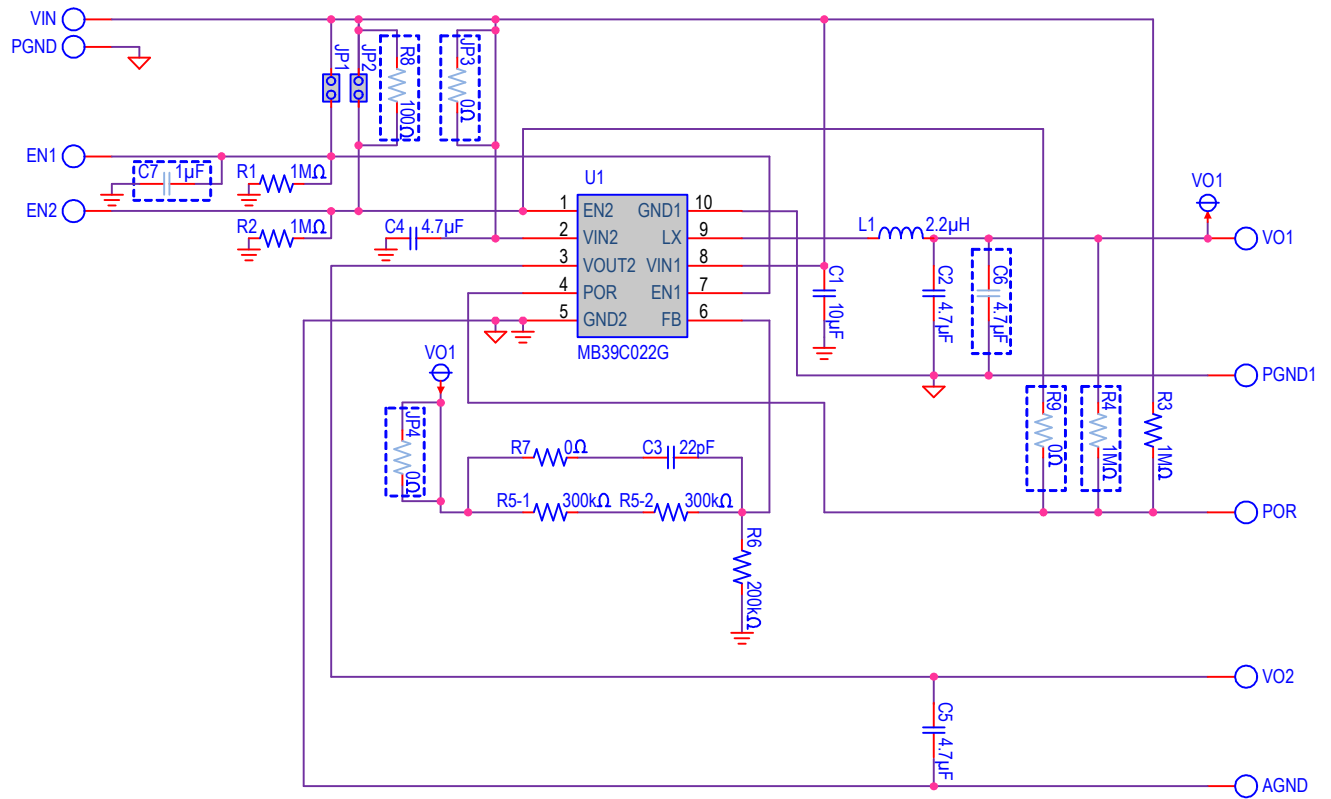 VIN
PGND
JP1
JP2
R8
100Ω
JP3
0Ω
EN1
C7 1µF
R1 1MΩ
EN2
R2 1MΩ
C4 4.7µF
U1
1 EN2 GND1 10
2 VIN2 LX 9
3 VOUT2 VIN1 8
4 POR EN1 7
5 GND2 FB 6
MB39C022G
L1 2.2µH
VO1
VO1
C1
10µF
C2
4.7µF
C6
4.7µF
PGND1
VO1
JP4
0Ω
R7 0Ω
C3 22pF
R5-1 300kΩ
R5-2 300kΩ
R6
200kΩ
R9
0Ω
R4
1MΩ
R3
1MΩ
POR
VO2
C5
4.7µF
AGND